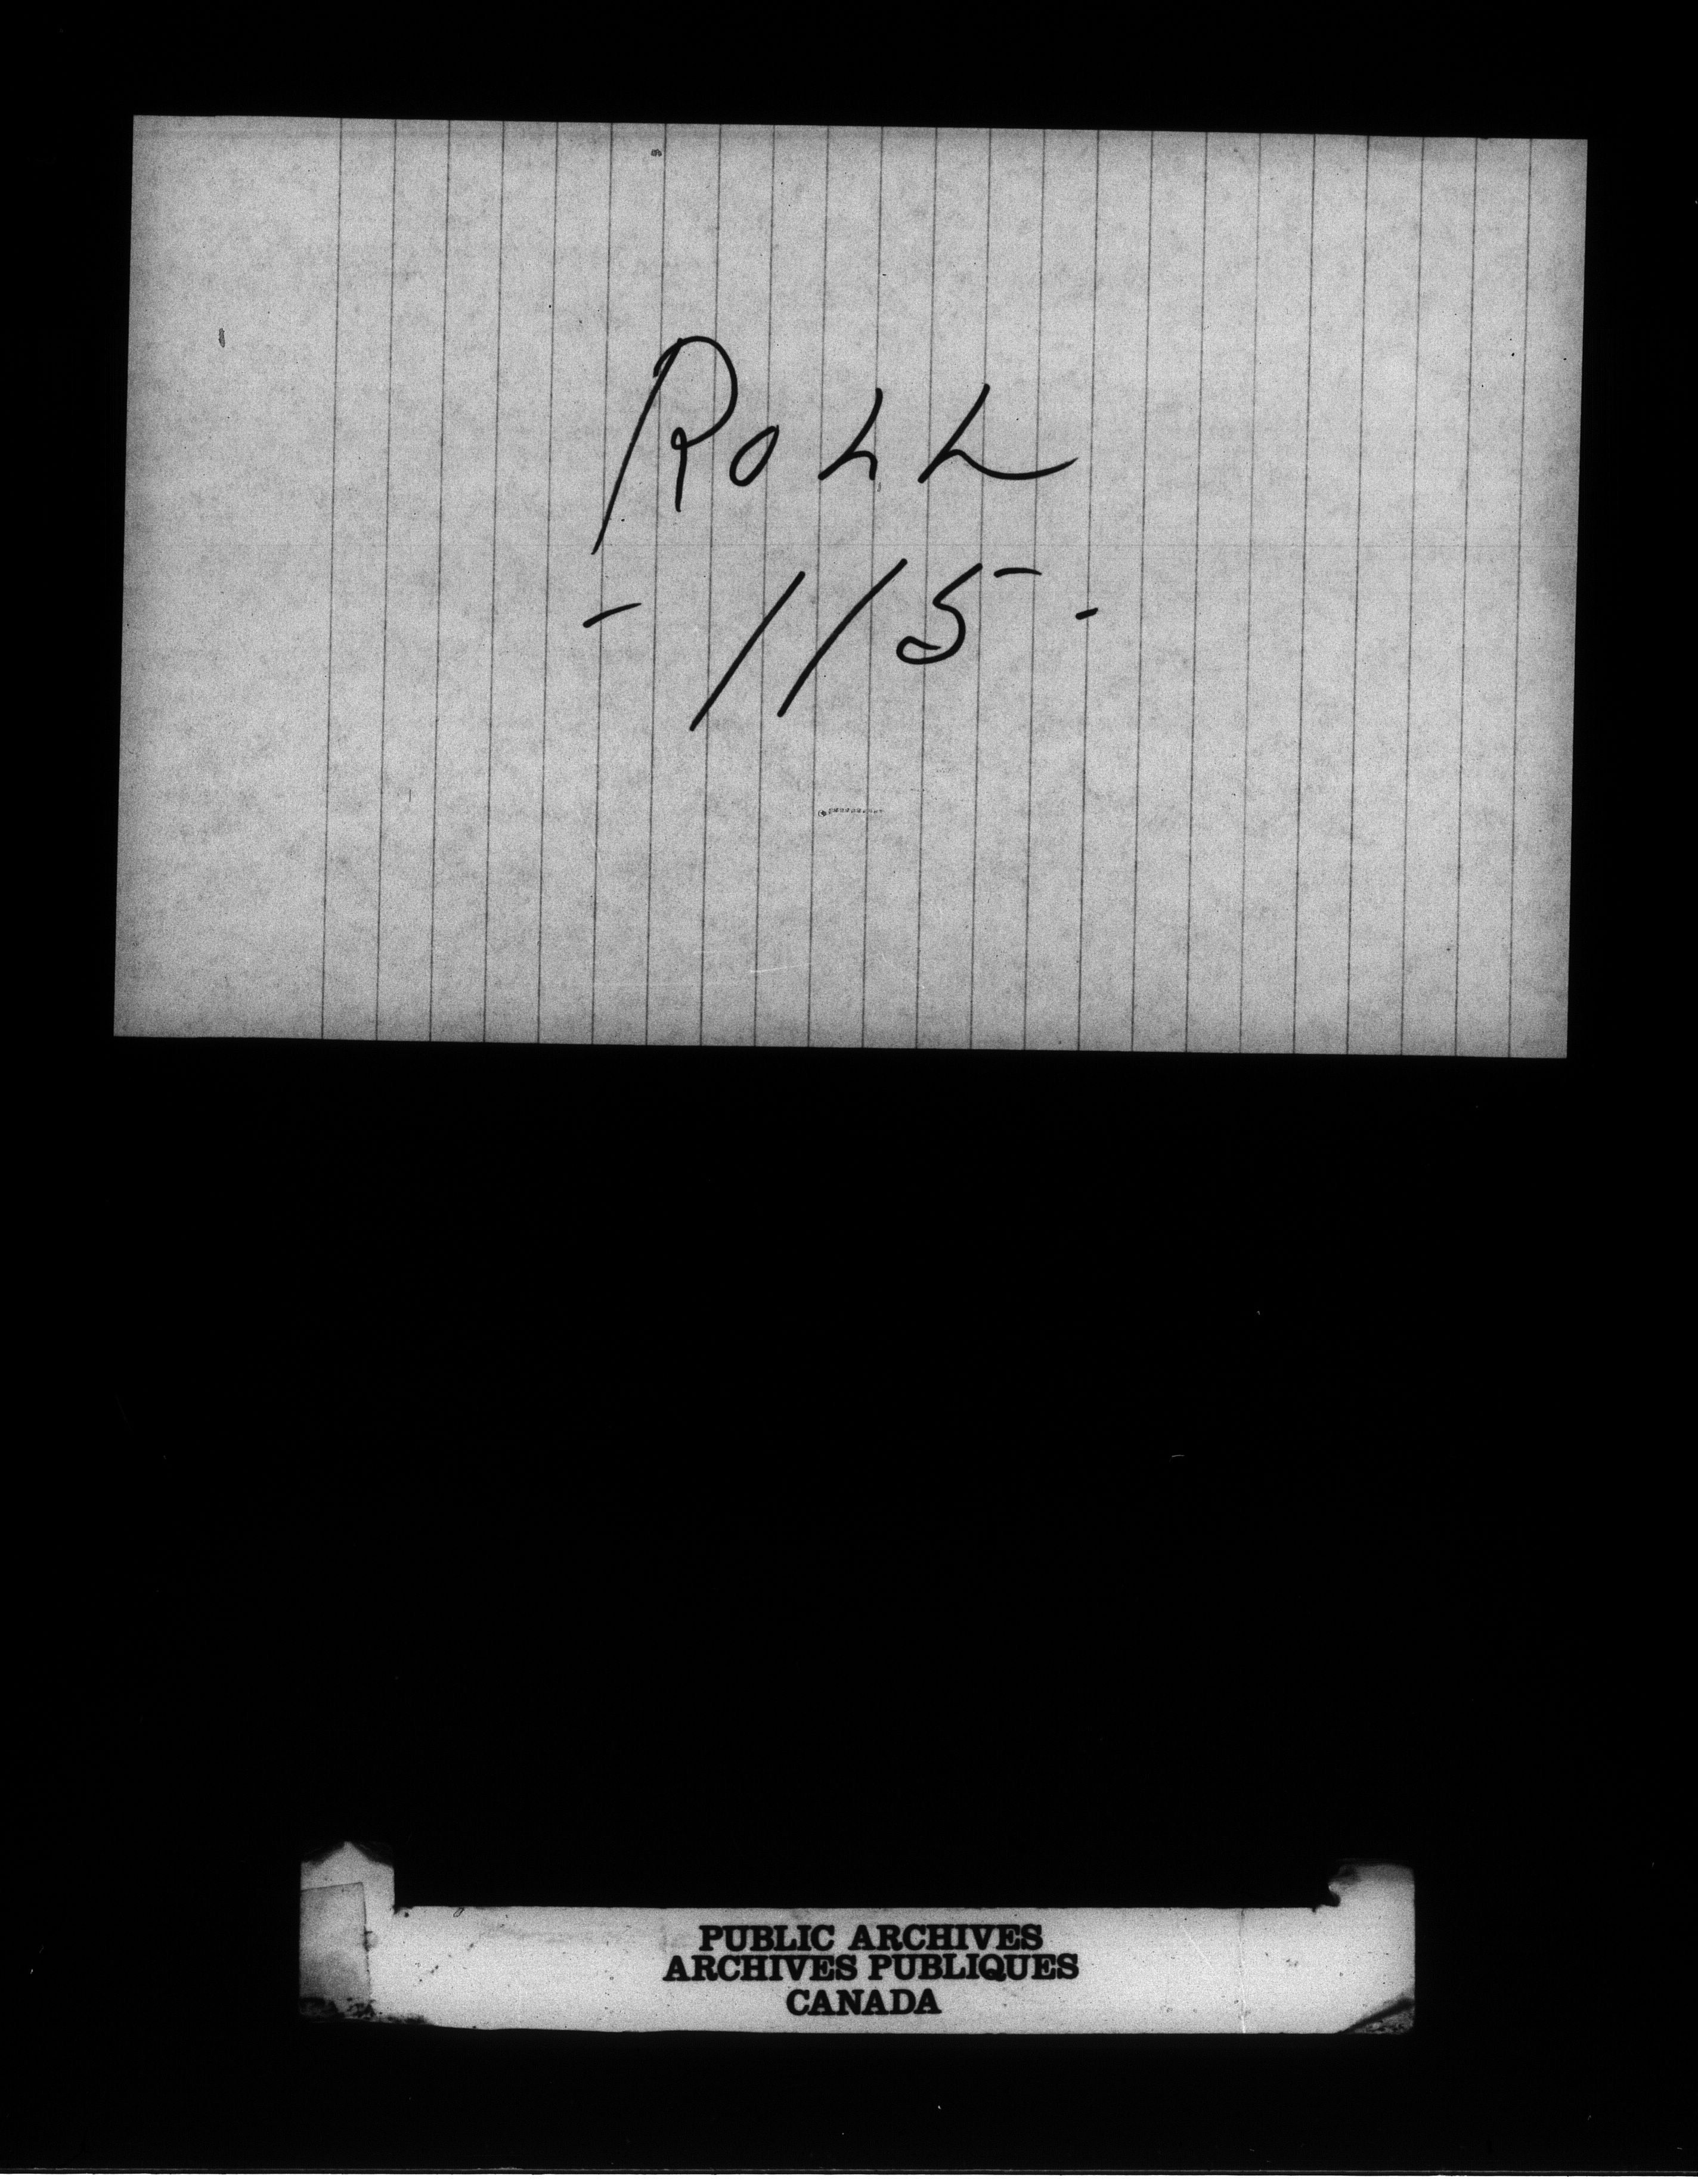 ROLL
- 115 -
PUBLIC ARCHIVES
ARCHIVES PUBLIQUES
CANADA